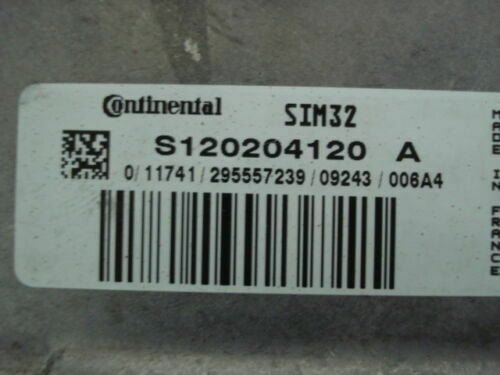 Continental SIM32
S120204120 A
0/11741/295557239/09243/006A4
MADE IN FRANCE